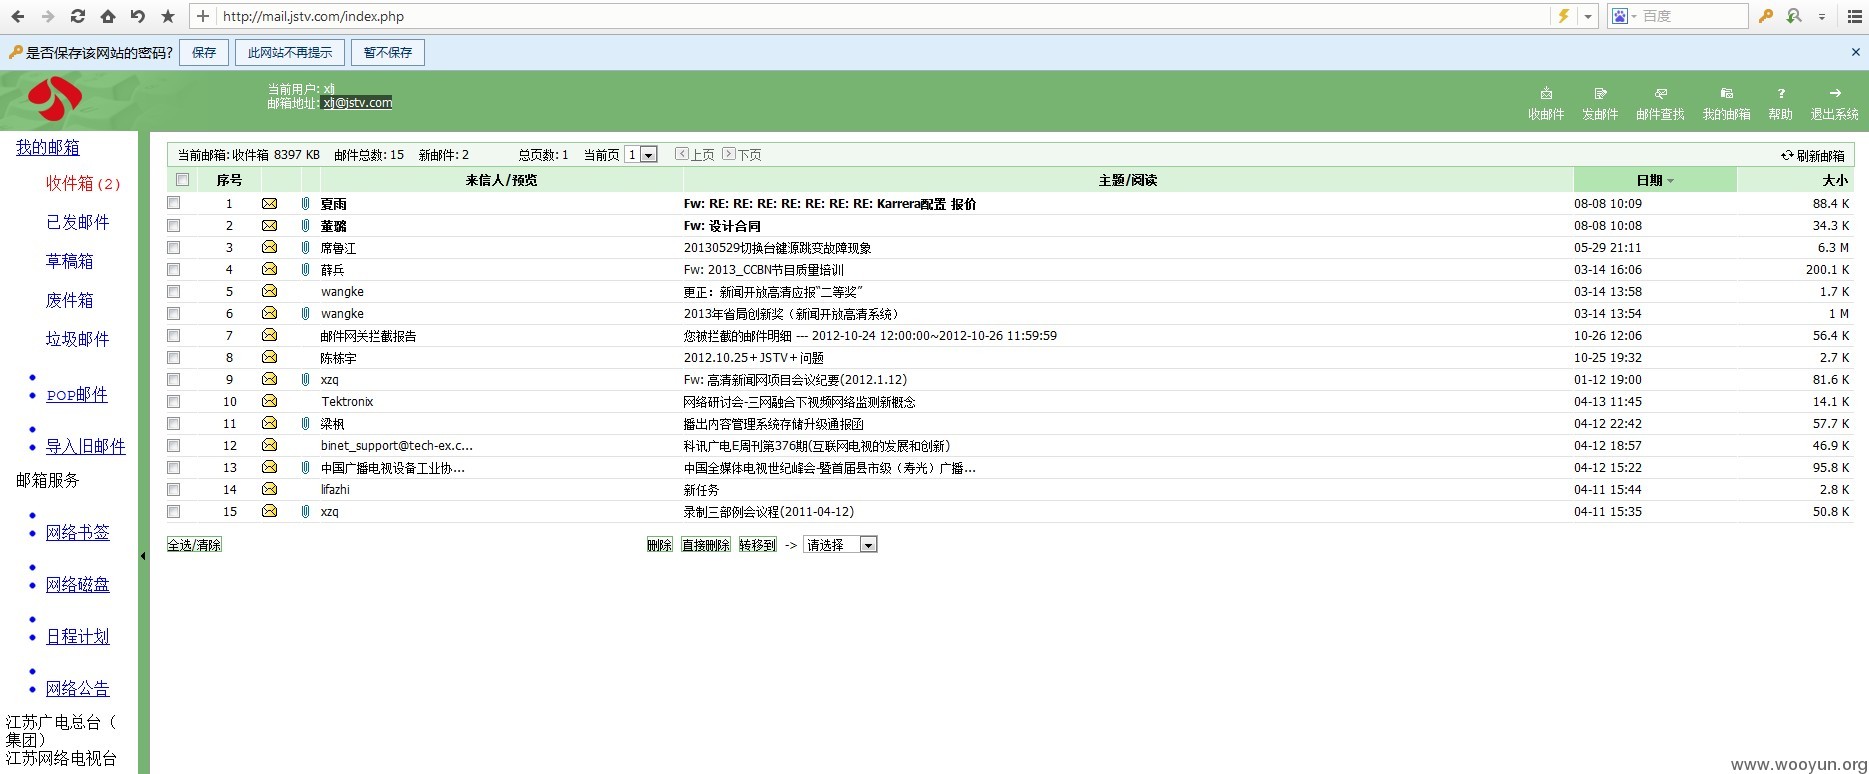 http://mail.jstv.com/index.php 百度
是否保存该网站的密码? 保存 此网站不再提示 暂不保存
当前用户: xlj
邮箱地址: xlj@jstv.com
收邮件 发邮件 邮件查找 我的邮箱 帮助 退出系统
我的邮箱
收件箱(2)
已发邮件
草稿箱
废件箱
垃圾邮件
POP邮件
导入旧邮件
邮箱服务
网络书签
网络磁盘
日程计划
网络公告
江苏广电总台(
集团)
江苏网络电视台
当前邮箱:收件箱 8397 KB 邮件总数:15 新邮件:2 总页数:1 当前页 1 上页 下页 刷新邮箱
序号 来信人/预览 主题/阅读 日期 大小
1 夏雨 Fw: RE: RE: RE: RE: RE: RE: RE: Karrera配置 报价 08-08 10:09 88.4 K
2 董璐 Fw: 设计合同 08-08 10:08 34.3 K
3 席鲁江 20130529切换台键源跳变故障现象 05-29 21:11 6.3 M
4 薛兵 Fw: 2013_CCBN节目质量培训 03-14 16:06 200.1 K
5 wangke 更正：新闻开放高清应报“二等奖” 03-14 13:58 1.7 K
6 wangke 2013年省局创新奖（新闻开放高清系统） 03-14 13:54 1 M
7 邮件网关拦截报告 您被拦截的邮件明细 --- 2012-10-24 12:00:00~2012-10-26 11:59:59 10-26 12:06 56.4 K
8 陈栋宇 2012.10.25＋JSTV＋问题 10-25 19:32 2.7 K
9 xzq Fw: 高清新闻网项目会议纪要(2012.1.12) 01-12 19:00 81.6 K
10 Tektronix 网络研讨会-三网融合下视频网络监测新概念 04-13 11:45 14.1 K
11 梁枫 播出内容管理系统存储升级通报函 04-12 22:42 57.7 K
12 binet_support@tech-ex.c... 科讯广电E周刊第376期(互联网电视的发展和创新) 04-12 18:57 46.9 K
13 中国广播电视设备工业协... 中国全媒体电视世纪峰会-暨首届县市级（寿光）广播... 04-12 15:22 95.8 K
14 lifazhi 新任务 04-11 15:44 2.8 K
15 xzq 录制三部例会议程(2011-04-12) 04-11 15:35 50.8 K
全选/清除 删除 直接删除 转移到 -> 请选择
www.wooyun.org